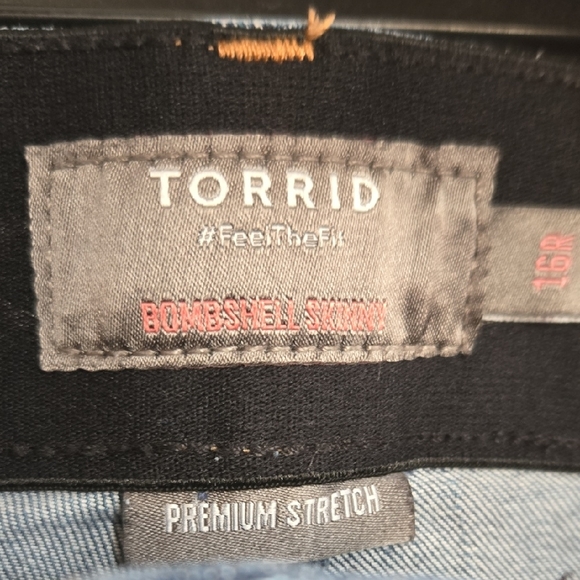 TORRID
#FeelTheFit
BOMBSHELL SKINNY
16R
PREMIUM STRETCH